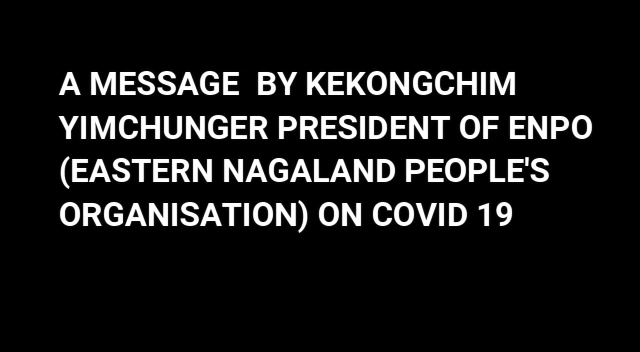 A MESSAGE  BY KEKONGCHIM
YIMCHUNGER PRESIDENT OF ENPO
(EASTERN NAGALAND PEOPLE'S
ORGANISATION) ON COVID 19